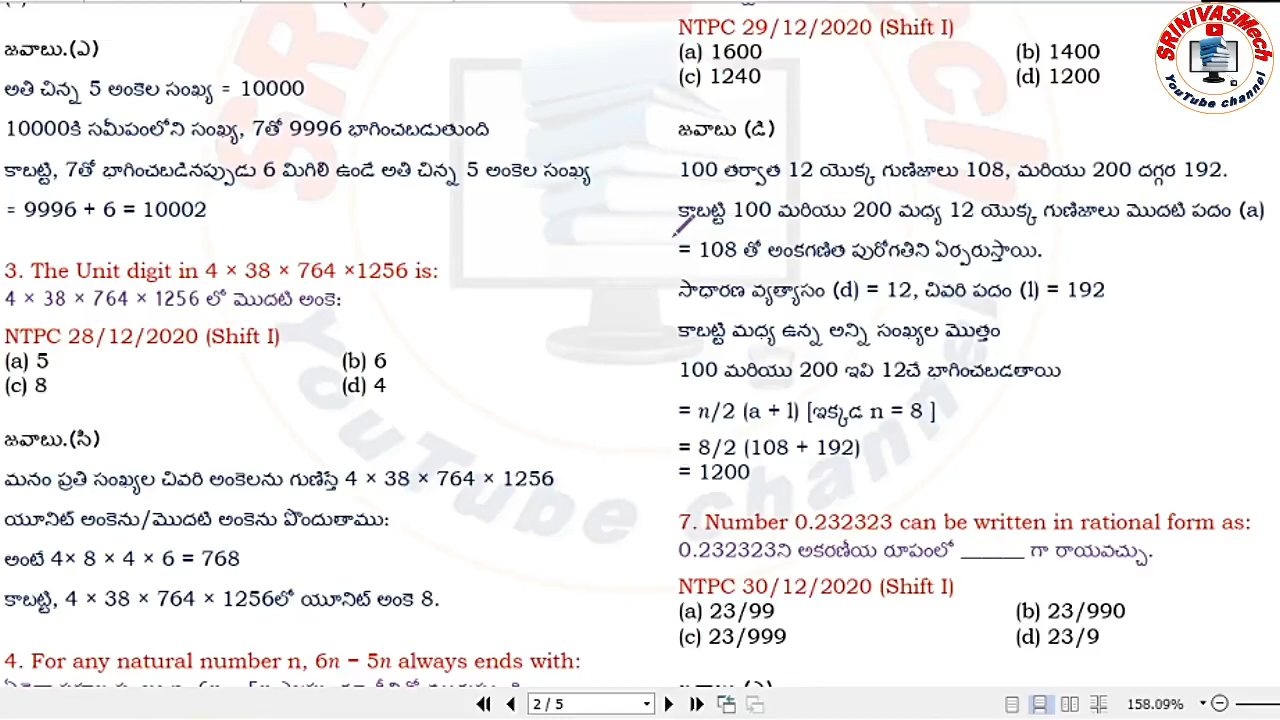 జవాబు.(ఎ)
అతి చిన్న 5 అంకెల సంఖ్య = 10000
10000కి సమీపంలోని సంఖ్య, 7తో 9996 భాగించబడుతుంది
కాబట్టి, 7తో భాగించబడినప్పుడు 6 మిగిలి ఉండే అతి చిన్న 5 అంకెల సంఖ్య
= 9996 + 6 = 10002
3. The Unit digit in 4 × 38 × 764 ×1256 is:
4 × 38 × 764 × 1256 లో మొదటి అంకె:
NTPC 28/12/2020 (Shift I)
(a) 5 (b) 6
(c) 8 (d) 4
జవాబు.(సి)
మనం ప్రతి సంఖ్యల చివరి అంకెలను గుణిస్తే 4 × 38 × 764 × 1256
యూనిట్ అంకెను/మొదటి అంకెను పొందుతాము:
అంటే 4× 8 × 4 × 6 = 768
కాబట్టి, 4 × 38 × 764 × 1256లో యూనిట్ అంకె 8.
4. For any natural number n, 6n − 5n always ends with:
NTPC 29/12/2020 (Shift I)
(a) 1600 (b) 1400
(c) 1240 (d) 1200
జవాబు (డి)
100 తర్వాత 12 యొక్క గుణిజాలు 108, మరియు 200 దగ్గర 192.
కాబట్టి 100 మరియు 200 మధ్య 12 యొక్క గుణిజాలు మొదటి పదం (a)
= 108 తో అంకగణిత పురోగతిని ఏర్పరుస్తాయి.
సాధారణ వ్యత్యాసం (d) = 12, చివరి పదం (l) = 192
కాబట్టి మధ్య ఉన్న అన్ని సంఖ్యల మొత్తం
100 మరియు 200 ఇవి 12చే భాగించబడతాయి
= n/2 (a + l) [ఇక్కడ n = 8 ]
= 8/2 (108 + 192)
= 1200
7. Number 0.232323 can be written in rational form as:
0.232323ని అకరణీయ రూపంలో ______ గా రాయవచ్చు.
NTPC 30/12/2020 (Shift I)
(a) 23/99 (b) 23/990
(c) 23/999 (d) 23/9
SRINIVASMech
YouTube channel
2 / 5
158.09%